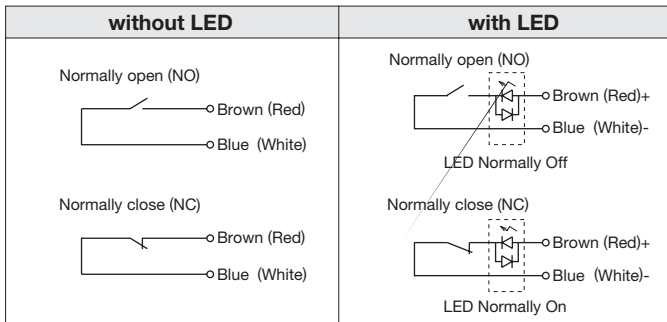 without LED
with LED
Normally open (NO)
Brown (Red)
Blue (White)
Normally open (NO)
Brown (Red)+
Blue (White)-
LED Normally Off
Normally close (NC)
Brown (Red)
Blue (White)
Normally close (NC)
Brown (Red)+
Blue (White)-
LED Normally On